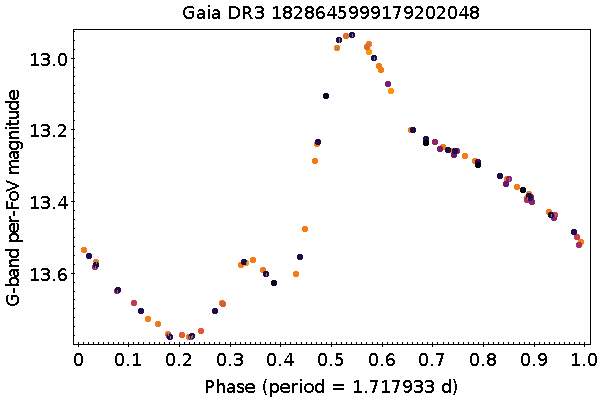 Gaia DR3 1828645999179202048
G-band per-FoV magnitude
13.0
13.2
13.4
13.6
0 0.1 0.2 0.3 0.4 0.5 0.6 0.7 0.8 0.9 1.0
Phase (period = 1.717933 d)